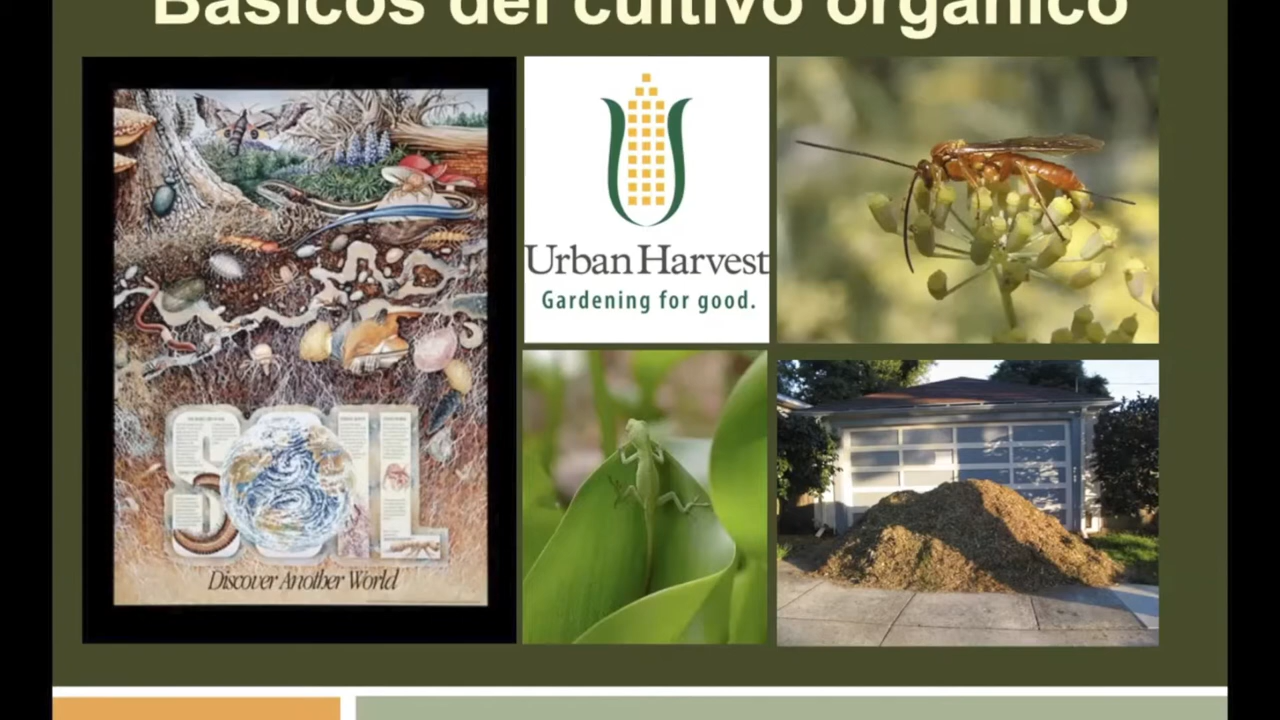 Básicos del cultivo orgánico
Urban Harvest
Gardening for good.
SOIL
Discover Another World